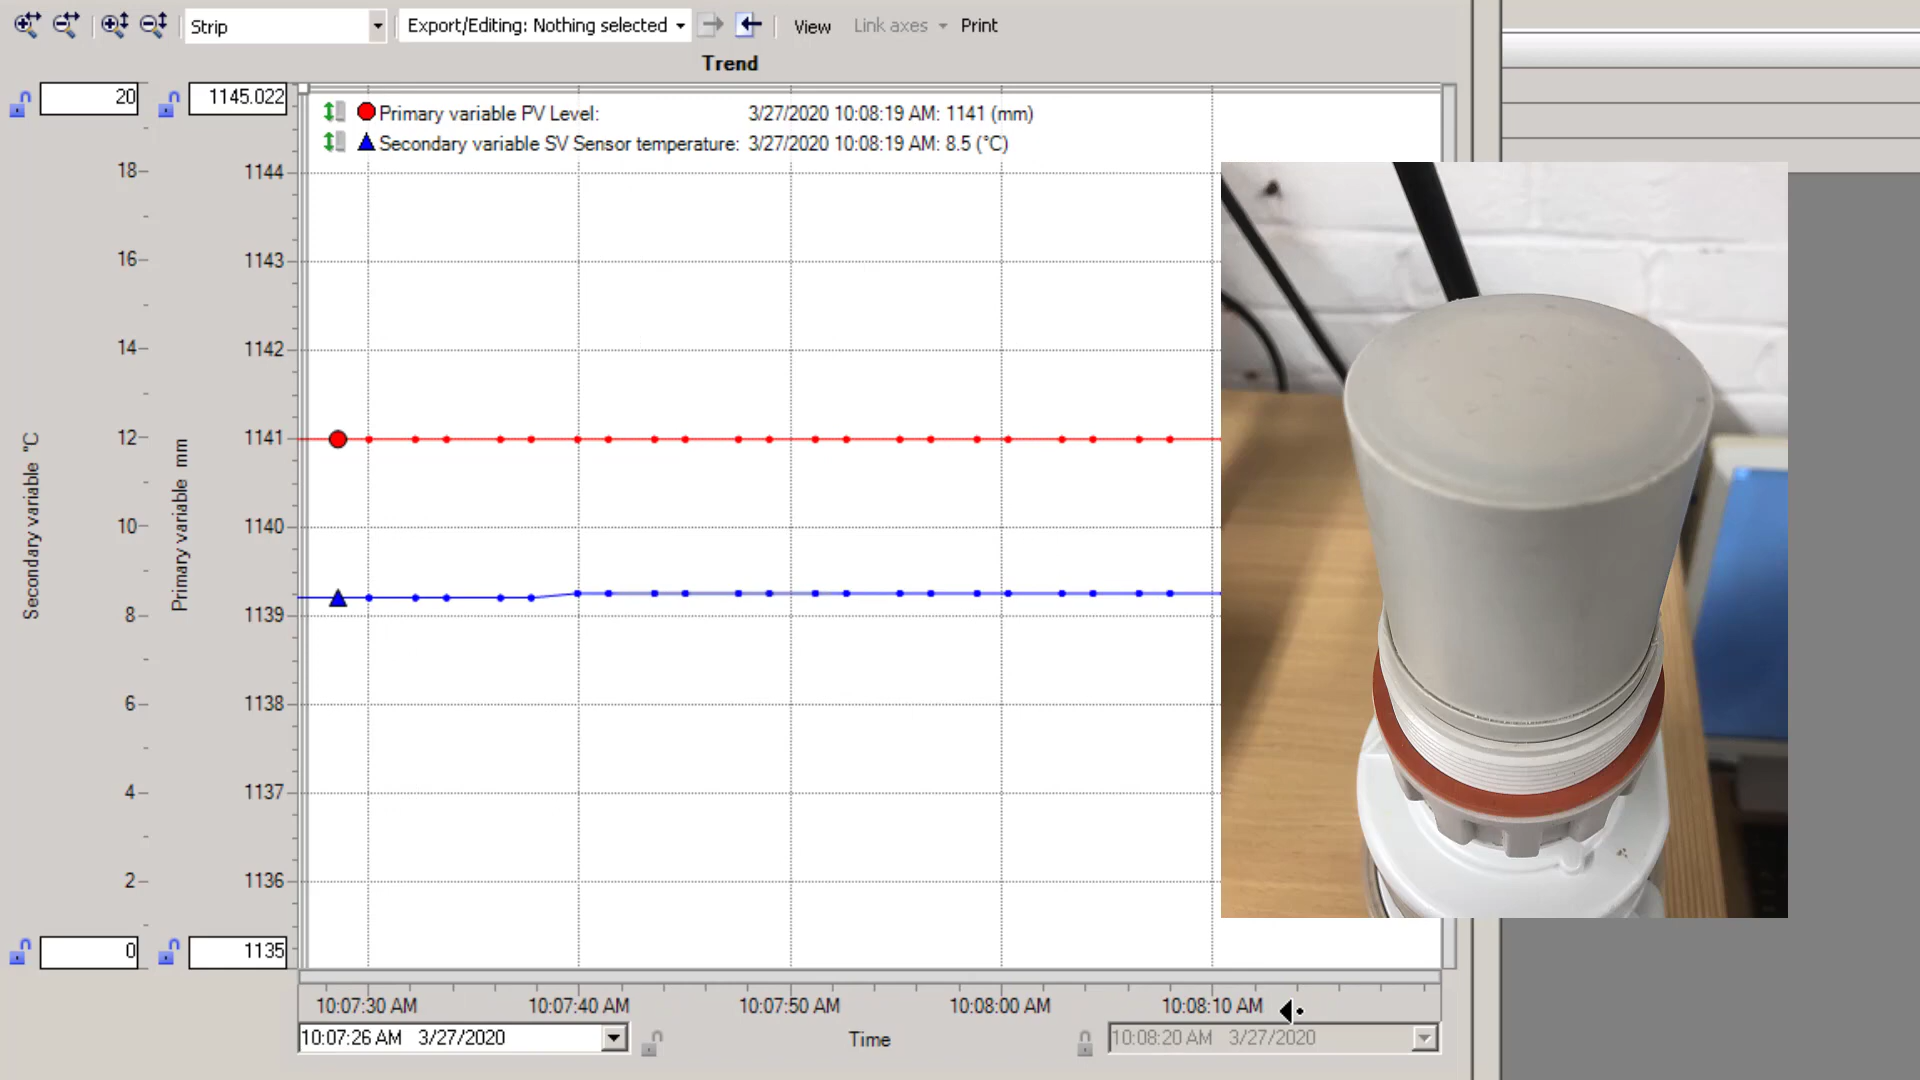 Strip
Export/Editing: Nothing selected
View
Link axes
Print
Trend
20
1145.022
Primary variable PV Level: 3/27/2020 10:08:19 AM: 1141 (mm)
Secondary variable SV Sensor temperature: 3/27/2020 10:08:19 AM: 8.5 (°C)
18
16
14
12
10
8
6
4
2
0
1144
1143
1142
1141
1140
1139
1138
1137
1136
1135
Secondary variable °C
Primary variable mm
10:07:30 AM
10:07:40 AM
10:07:50 AM
10:08:00 AM
10:08:10 AM
10:07:26 AM 3/27/2020
Time
10:08:20 AM 3/27/2020